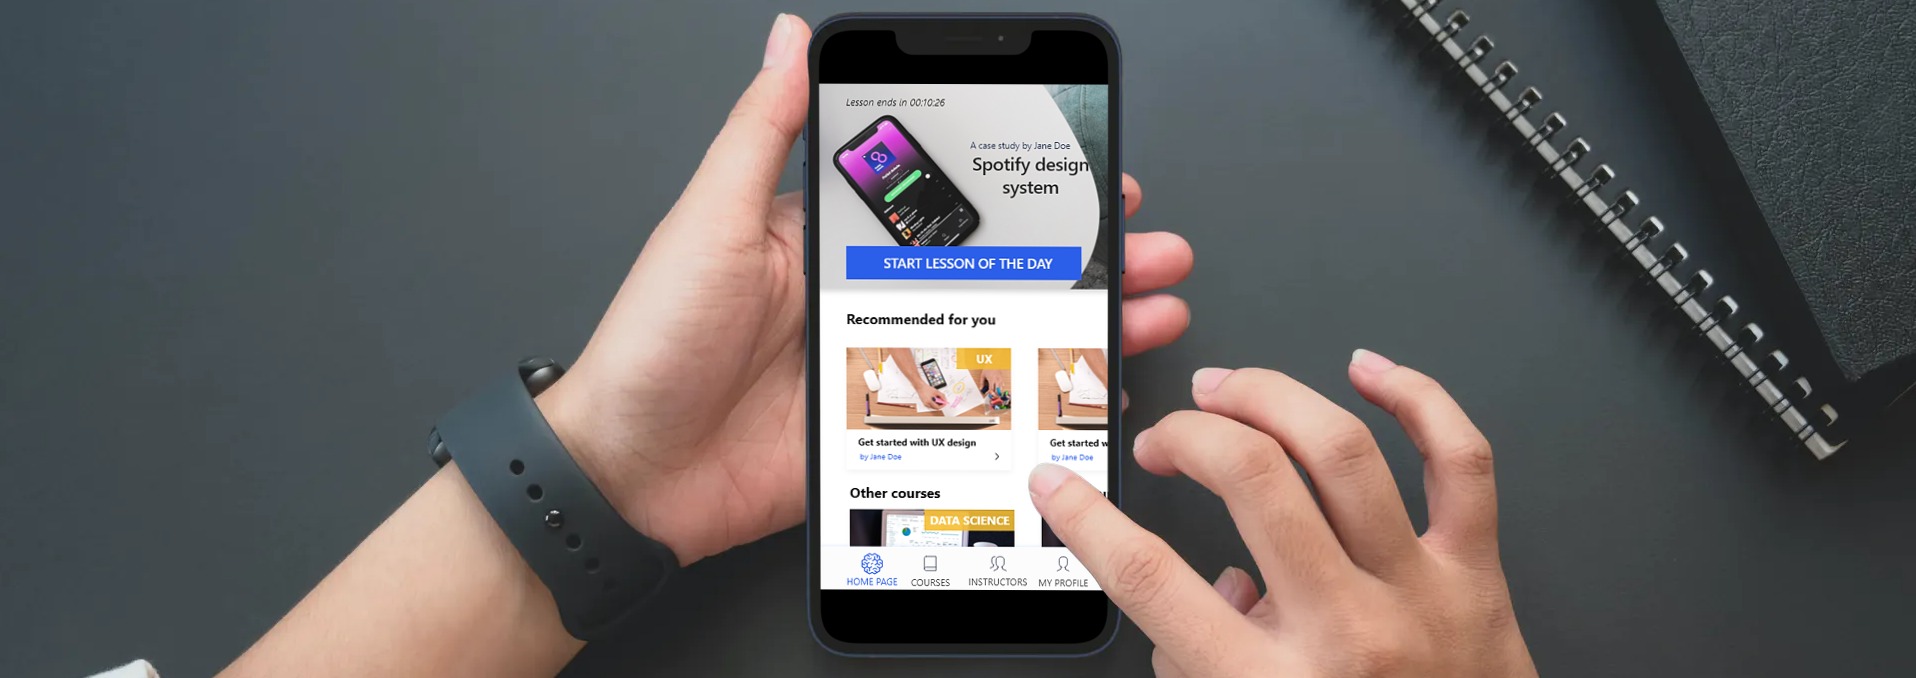 Lesson ends in 00:10:26
A case study by Jane Doe
Spotify design
system
START LESSON OF THE DAY
Recommended for you
UX
Get started with UX design
by Jane Doe
Get started
by Jane Doe
Other courses
DATA SCIENCE
HOME PAGE
COURSES
INSTRUCTORS
MY PROFILE